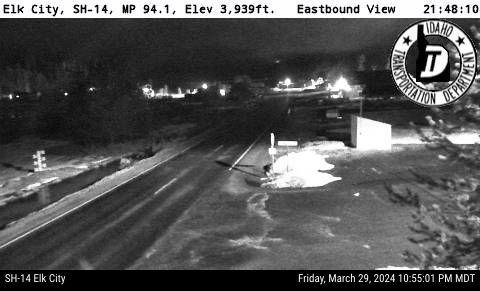 Elk City, SH-14, MP 94.1, Elev 3,939ft. Eastbound View 21:48:10
IDAHO
TRANSPORTATION DEPARTMENT
SH-14 Elk City Friday, March 29, 2024 10:55:01 PM MDT